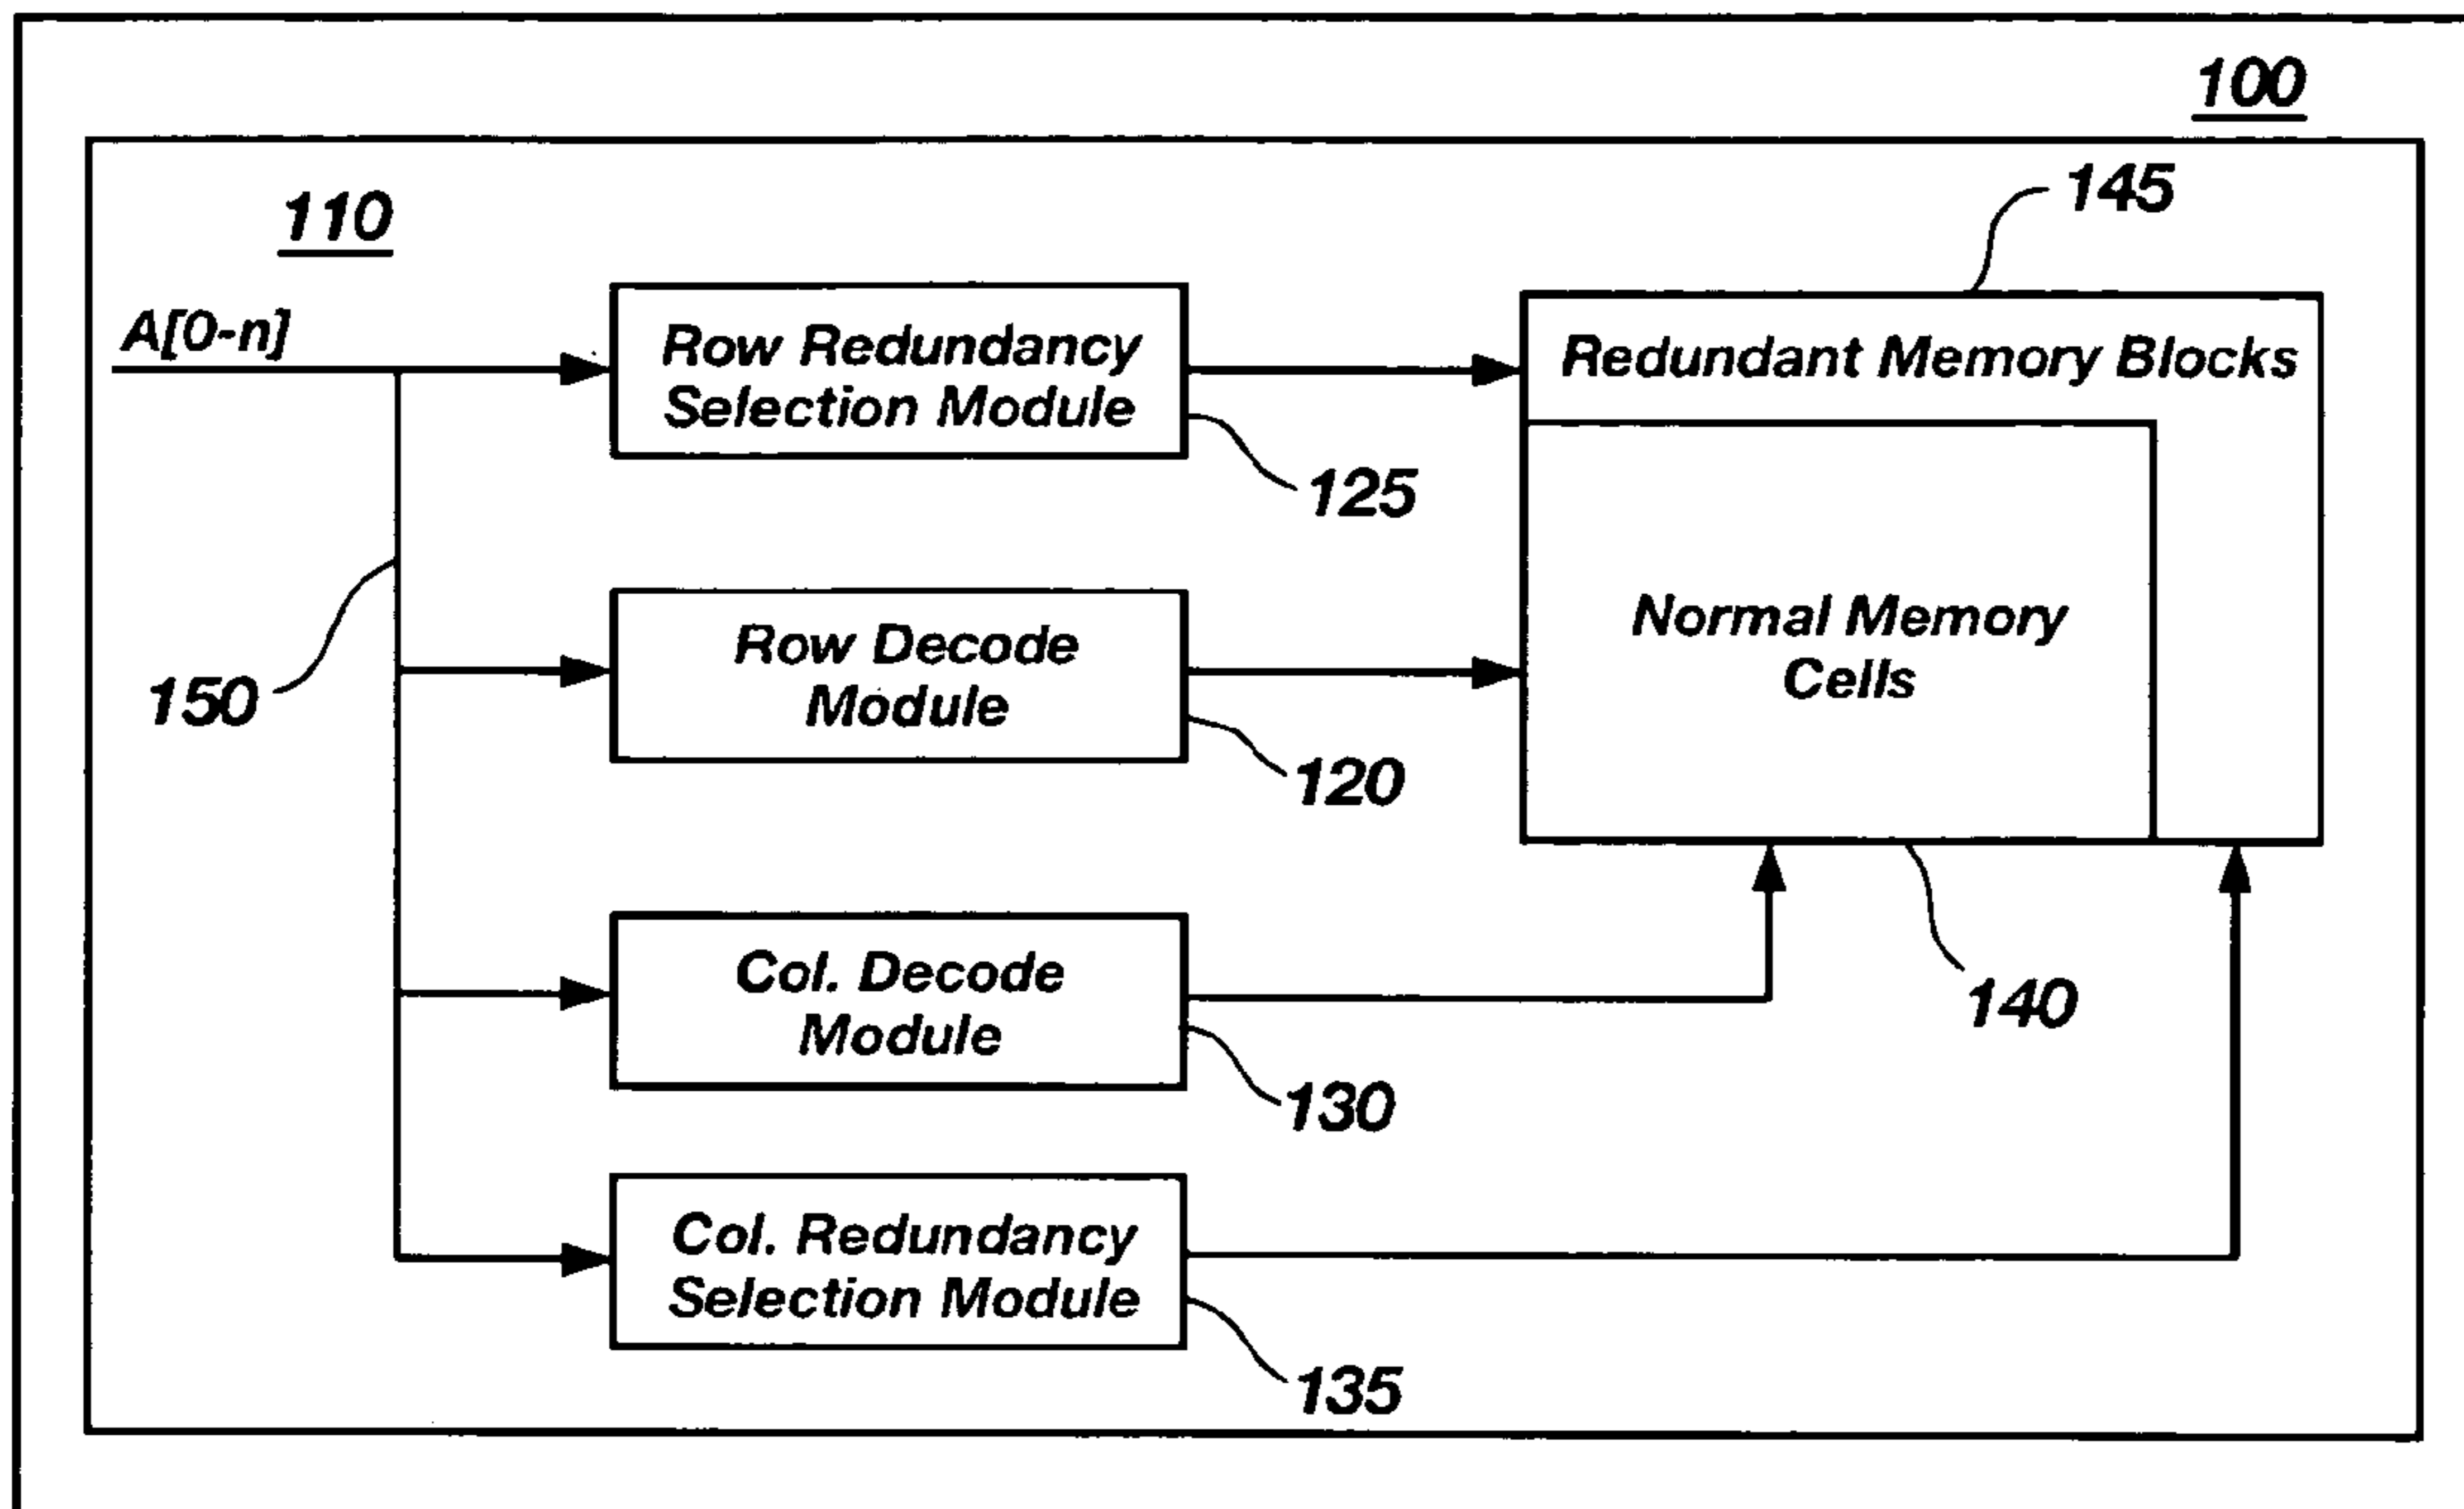 100
110
145
A[0-n]
Row Redundancy
Selection Module
Redundant Memory Blocks
125
Normal Memory
Cells
Row Decode
Module
150
120
Col. Decode
Module
140
130
Col. Redundancy
Selection Module
135